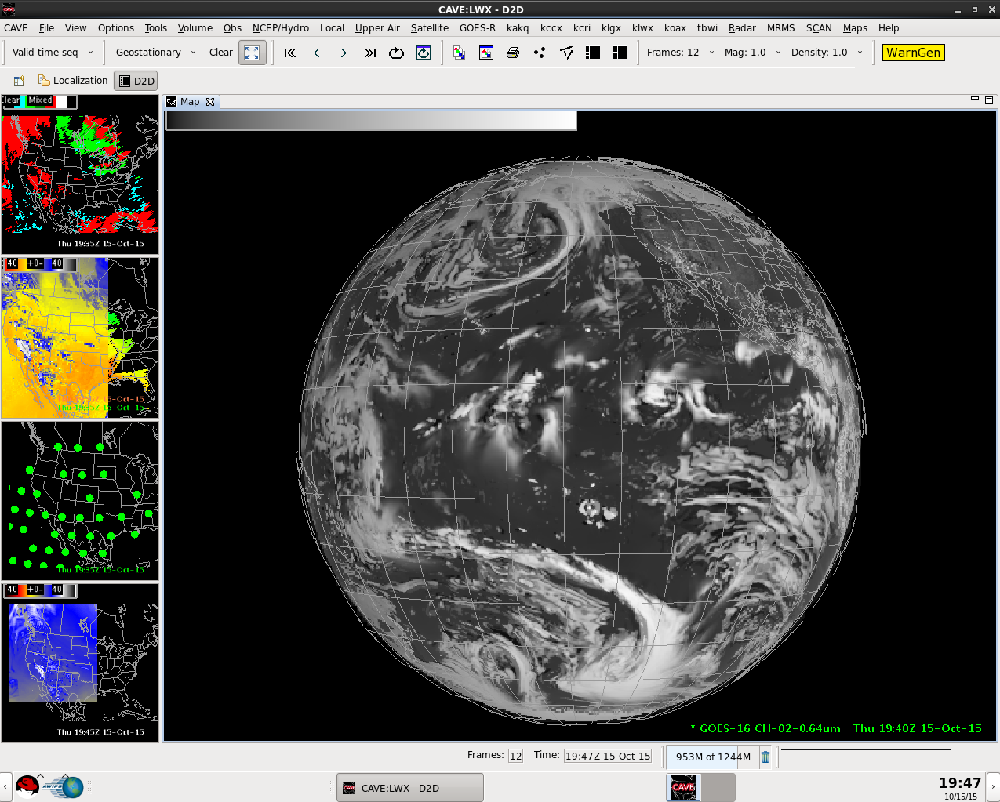 CAVE:LWX - D2D
CAVE File View Options Tools Volume Obs NCEP/Hydro Local Upper Air Satellite GOES-R kakq kccx kcri klgx klwx koax tbwi Radar MRMS SCAN Maps Help
Valid time seq Geostationary Clear Frames: 12 Mag: 1.0 Density: 1.0 WarnGen
Localization D2D
Clear Mixed
Map
Thu 19:35Z 15-Oct-15
40 +0- 40
Thu 19:35Z 15-Oct-15
Thu 19:35Z 15-Oct-15
40 +0- 40
Thu 19:45Z 15-Oct-15
* GOES-16 CH-02-0.64um Thu 19:40Z 15-Oct-15
Frames: 12 Time: 19:47Z 15-Oct-15 953M of 1244M
AWIPS
CAVE:LWX - D2D
CAVE
19:47
10/15/15